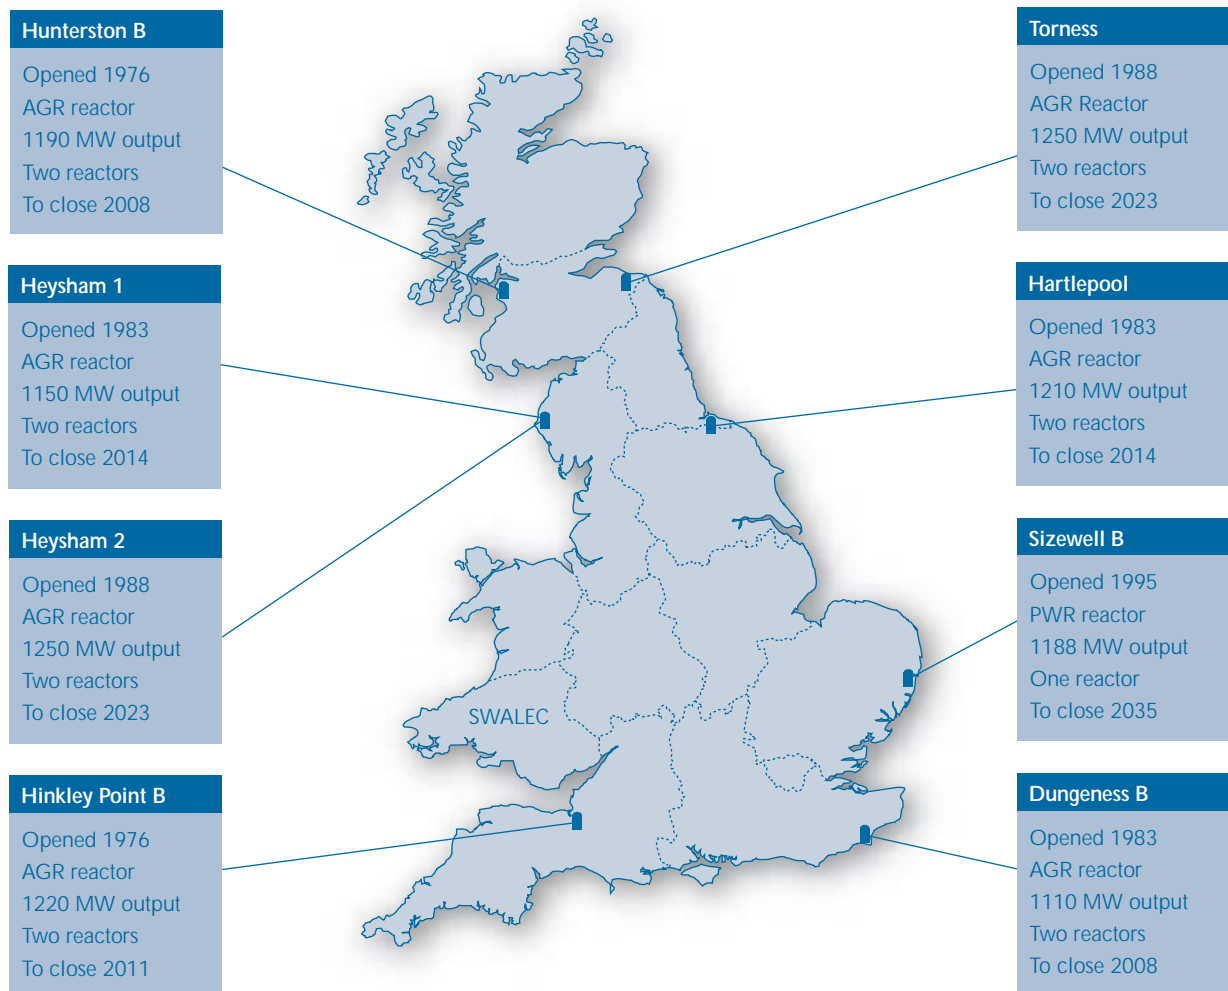 Hunterston B
Opened 1976
AGR reactor
1190 MW output
Two reactors
To close 2008
Heysham 1
Opened 1983
AGR reactor
1150 MW output
Two reactors
To close 2014
Heysham 2
Opened 1988
AGR reactor
1250 MW output
Two reactors
To close 2023
Hinkley Point B
Opened 1976
AGR reactor
1220 MW output
Two reactors
To close 2011
SWALEC
Torness
Opened 1988
AGR Reactor
1250 MW output
Two reactors
To close 2023
Hartlepool
Opened 1983
AGR reactor
1210 MW output
Two reactors
To close 2014
Sizewell B
Opened 1995
PWR reactor
1188 MW output
One reactor
To close 2035
Dungeness B
Opened 1983
AGR reactor
1110 MW output
Two reactors
To close 2008